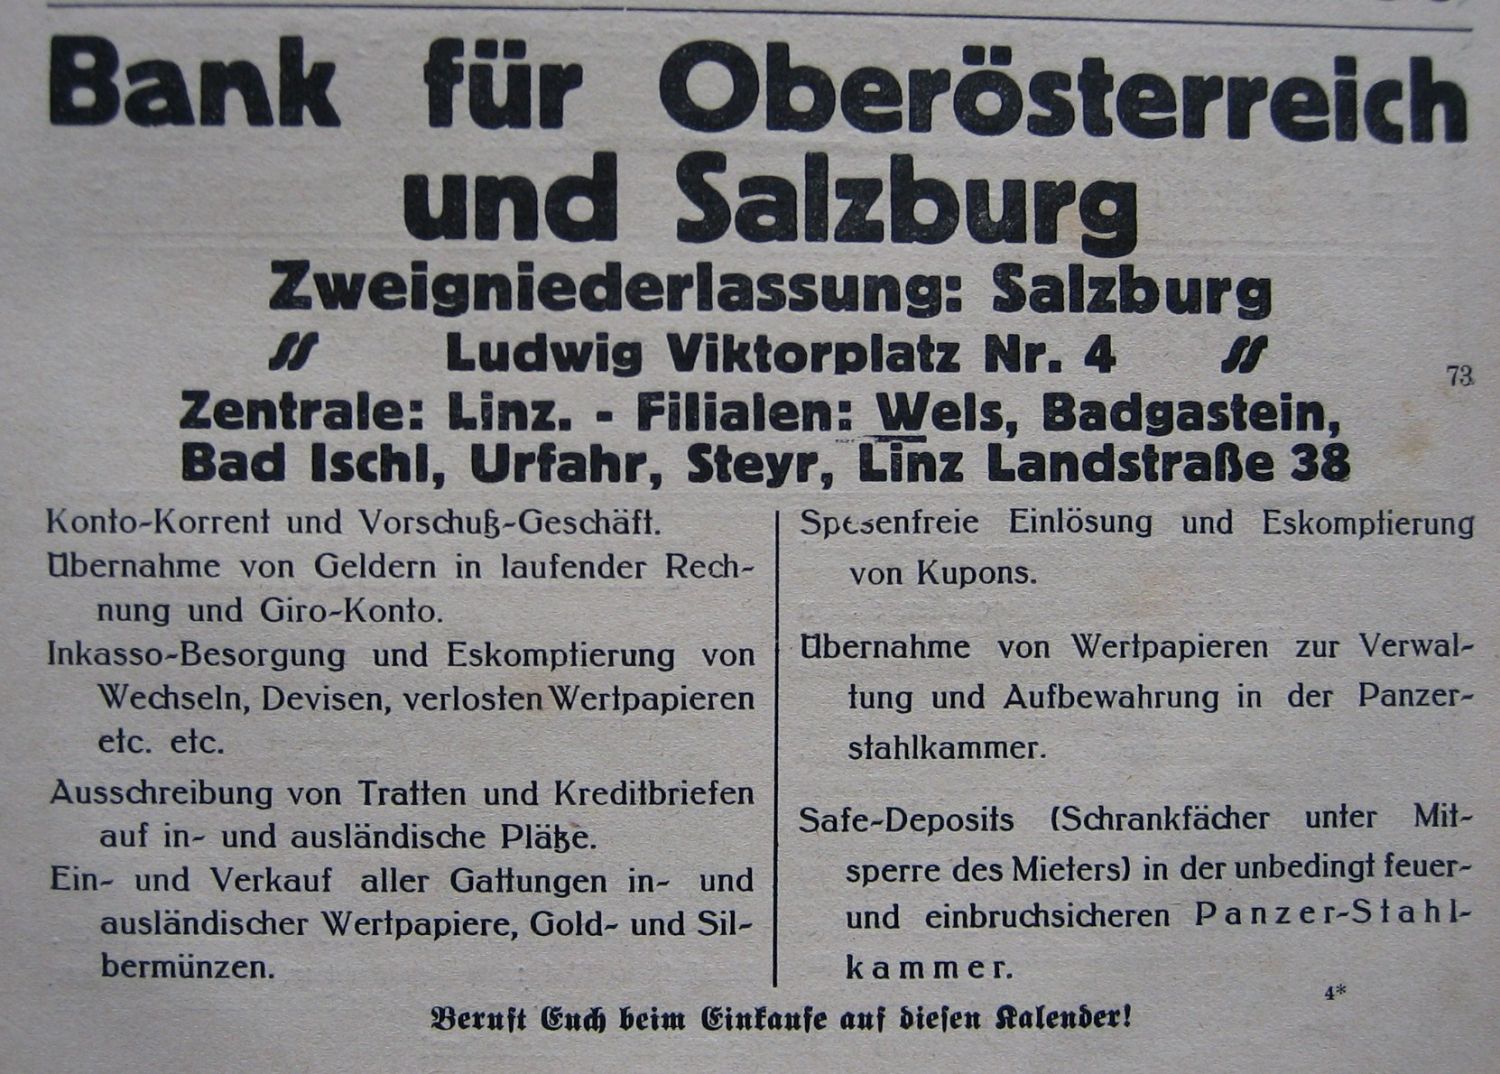 Bank für Oberösterreich
und Salzburg
Zweigniederlassung: Salzburg
Ludwig Viktorplatz Nr. 4
73
Zentrale: Linz. - Filialen: Wels, Badgastein,
Bad Ischl, Urfahr, Steyr, Linz Landstraße 38
Konto-Korrent und Vorschuß-Geschäft.
Übernahme von Geldern in laufender Rech-
nung und Giro-Konto.
Inkasso-Besorgung und Eskomptierung von
Wechseln, Devisen, verlosten Wertpapieren
etc. etc.
Ausschreibung von Tratten und Kreditbriefen
auf in- und ausländische Plätze.
Ein- und Verkauf aller Gattungen in- und
ausländischer Wertpapiere, Gold- und Sil-
bermünzen.
Spesenfreie Einlösung und Eskomptierung
von Kupons.
Übernahme von Wertpapieren zur Verwal-
tung und Aufbewahrung in der Panzer-
stahlkammer.
Safe-Deposits (Schrankfächer unter Mit-
sperre des Mieters) in der unbedingt feuer-
und einbruchsicheren Panzer-Stahl-
kammer.
4*
Beruft Euch beim Einkaufe auf diesen Kalender!